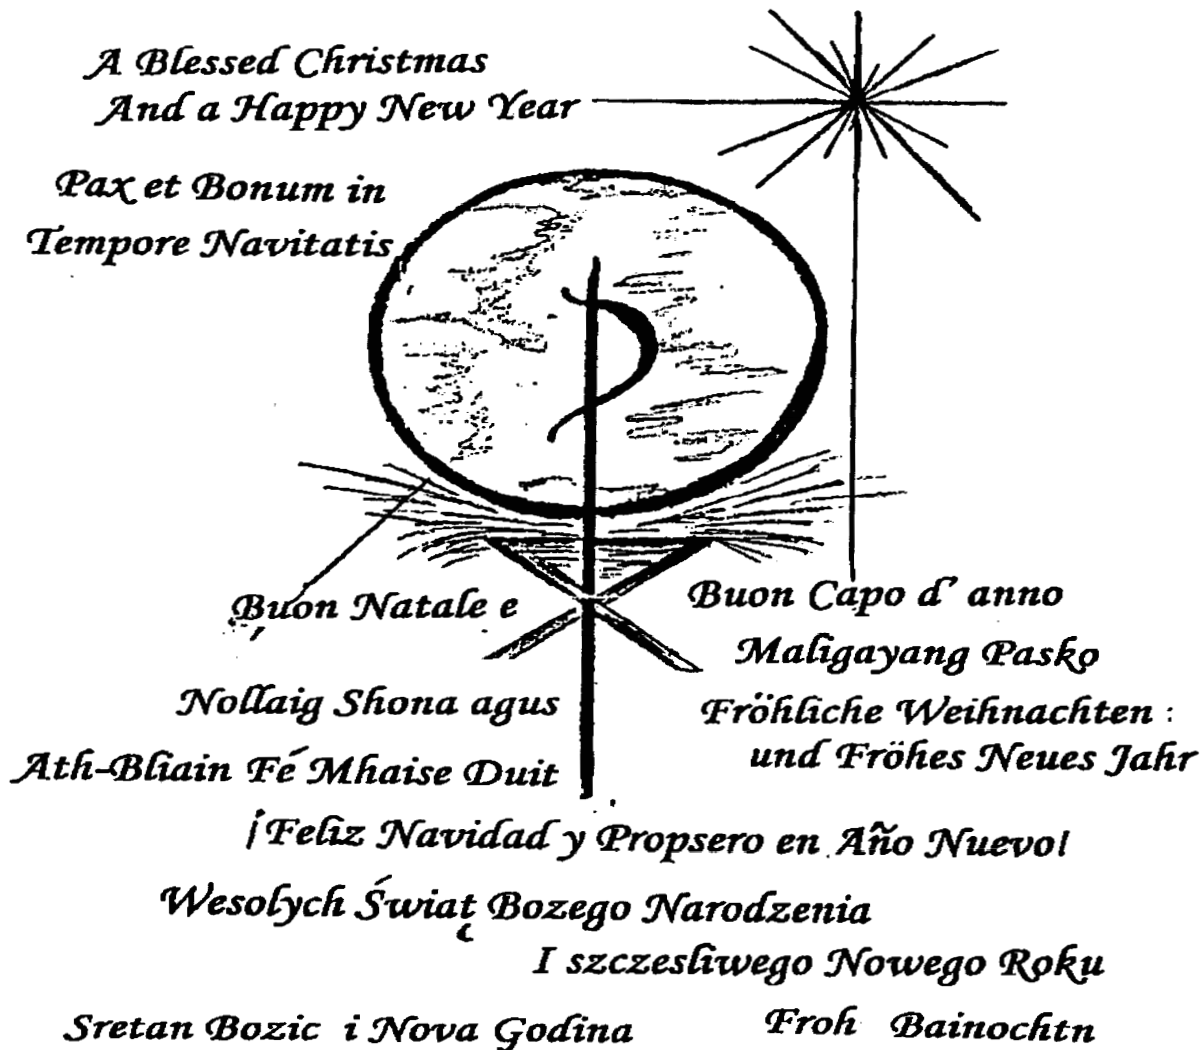 A Blessed Christmas
And a Happy New Year
Pax et Bonum in
Tempore Navitatis
Buon Natale e
Buon Capo d' anno
Maligayang Pasko
Nollaig Shona agus
Ath-Bliain Fé Mhaise Duit
Fröhliche Weihnachten :
und Fröhes Neues Jahr
¡Feliz Navidad y Propsero en Año Nuevo!
Wesolych Świąt Bozego Narodzenia
I szczesliwego Nowego Roku
Sretan Bozic i Nova Godina
Froh Bainochtn